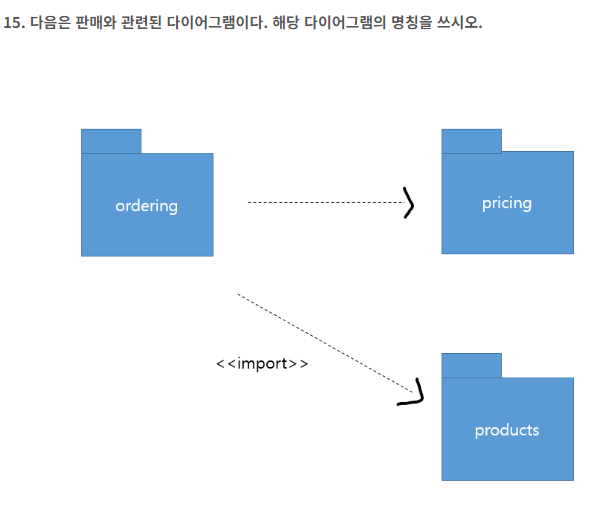 15. 다음은 판매와 관련된 다이어그램이다. 해당 다이어그램의 명칭을 쓰시오.
ordering
pricing
<<import>>
products